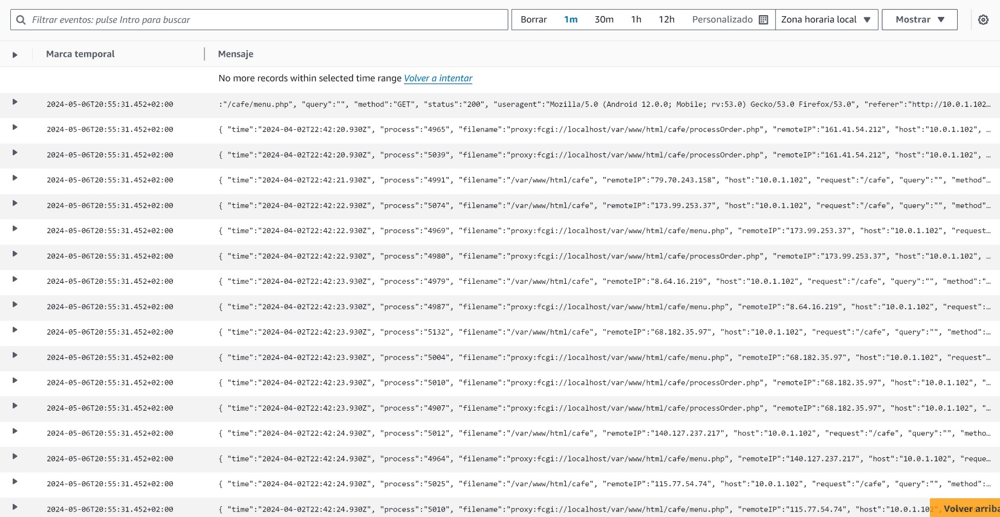 Filtrar eventos: pulse Intro para buscar Borrar 1m 30m 1h 12h Personalizado Zona horaria local Mostrar
Marca temporal Mensaje
No more records within selected time range Volver a intentar
2024-05-06T20:55:31.452+02:00 :"/cafe/menu.php", "query":"", "method":"GET", "status":"200", "useragent":"Mozilla/5.0 (Android 12.0.0; Mobile; rv:53.0) Gecko/53.0 Firefox/53.0", "referer":"http://10.0.1.102…
2024-05-06T20:55:31.452+02:00 { "time":"2024-04-02T22:42:20.930Z", "process":"4965", "filename":"proxy:fcgi://localhost/var/www/html/cafe/processOrder.php", "remoteIP":"161.41.54.212", "host":"10.0.1.102", …
2024-05-06T20:55:31.452+02:00 { "time":"2024-04-02T22:42:20.930Z", "process":"5039", "filename":"proxy:fcgi://localhost/var/www/html/cafe/processOrder.php", "remoteIP":"161.41.54.212", "host":"10.0.1.102", …
2024-05-06T20:55:31.452+02:00 { "time":"2024-04-02T22:42:21.930Z", "process":"4991", "filename":"/var/www/html/cafe", "remoteIP":"79.70.243.158", "host":"10.0.1.102", "request":"/cafe", "query":"", "method"…
2024-05-06T20:55:31.452+02:00 { "time":"2024-04-02T22:42:22.930Z", "process":"5074", "filename":"/var/www/html/cafe", "remoteIP":"173.99.253.37", "host":"10.0.1.102", "request":"/cafe", "query":"", "method"…
2024-05-06T20:55:31.452+02:00 { "time":"2024-04-02T22:42:22.930Z", "process":"4969", "filename":"proxy:fcgi://localhost/var/www/html/cafe/menu.php", "remoteIP":"173.99.253.37", "host":"10.0.1.102", "request…
2024-05-06T20:55:31.452+02:00 { "time":"2024-04-02T22:42:22.930Z", "process":"4980", "filename":"proxy:fcgi://localhost/var/www/html/cafe/processOrder.php", "remoteIP":"173.99.253.37", "host":"10.0.1.102", …
2024-05-06T20:55:31.452+02:00 { "time":"2024-04-02T22:42:23.930Z", "process":"4979", "filename":"/var/www/html/cafe", "remoteIP":"8.64.16.219", "host":"10.0.1.102", "request":"/cafe", "query":"", "method":"…
2024-05-06T20:55:31.452+02:00 { "time":"2024-04-02T22:42:23.930Z", "process":"4987", "filename":"proxy:fcgi://localhost/var/www/html/cafe/menu.php", "remoteIP":"8.64.16.219", "host":"10.0.1.102", "request":…
2024-05-06T20:55:31.452+02:00 { "time":"2024-04-02T22:42:23.930Z", "process":"5132", "filename":"/var/www/html/cafe", "remoteIP":"68.182.35.97", "host":"10.0.1.102", "request":"/cafe", "query":"", "method":…
2024-05-06T20:55:31.452+02:00 { "time":"2024-04-02T22:42:23.930Z", "process":"5004", "filename":"proxy:fcgi://localhost/var/www/html/cafe/menu.php", "remoteIP":"68.182.35.97", "host":"10.0.1.102", "request"…
2024-05-06T20:55:31.452+02:00 { "time":"2024-04-02T22:42:23.930Z", "process":"5010", "filename":"proxy:fcgi://localhost/var/www/html/cafe/processOrder.php", "remoteIP":"68.182.35.97", "host":"10.0.1.102", "…
2024-05-06T20:55:31.452+02:00 { "time":"2024-04-02T22:42:23.930Z", "process":"4907", "filename":"proxy:fcgi://localhost/var/www/html/cafe/processOrder.php", "remoteIP":"68.182.35.97", "host":"10.0.1.102", "…
2024-05-06T20:55:31.452+02:00 { "time":"2024-04-02T22:42:24.930Z", "process":"5012", "filename":"/var/www/html/cafe", "remoteIP":"140.127.237.217", "host":"10.0.1.102", "request":"/cafe", "query":"", "metho…
2024-05-06T20:55:31.452+02:00 { "time":"2024-04-02T22:42:24.930Z", "process":"4964", "filename":"proxy:fcgi://localhost/var/www/html/cafe/menu.php", "remoteIP":"140.127.237.217", "host":"10.0.1.102", "reque…
2024-05-06T20:55:31.452+02:00 { "time":"2024-04-02T22:42:24.930Z", "process":"5025", "filename":"/var/www/html/cafe", "remoteIP":"115.77.54.74", "host":"10.0.1.102", "request":"/cafe", "query":"", "method":…
2024-05-06T20:55:31.452+02:00 { "time":"2024-04-02T22:42:24.930Z", "process":"5010", "filename":"proxy:fcgi://localhost/var/www/html/cafe/menu.php", "remoteIP":"115.77.54.74", "host":"10.0.1.102 Volver arriba